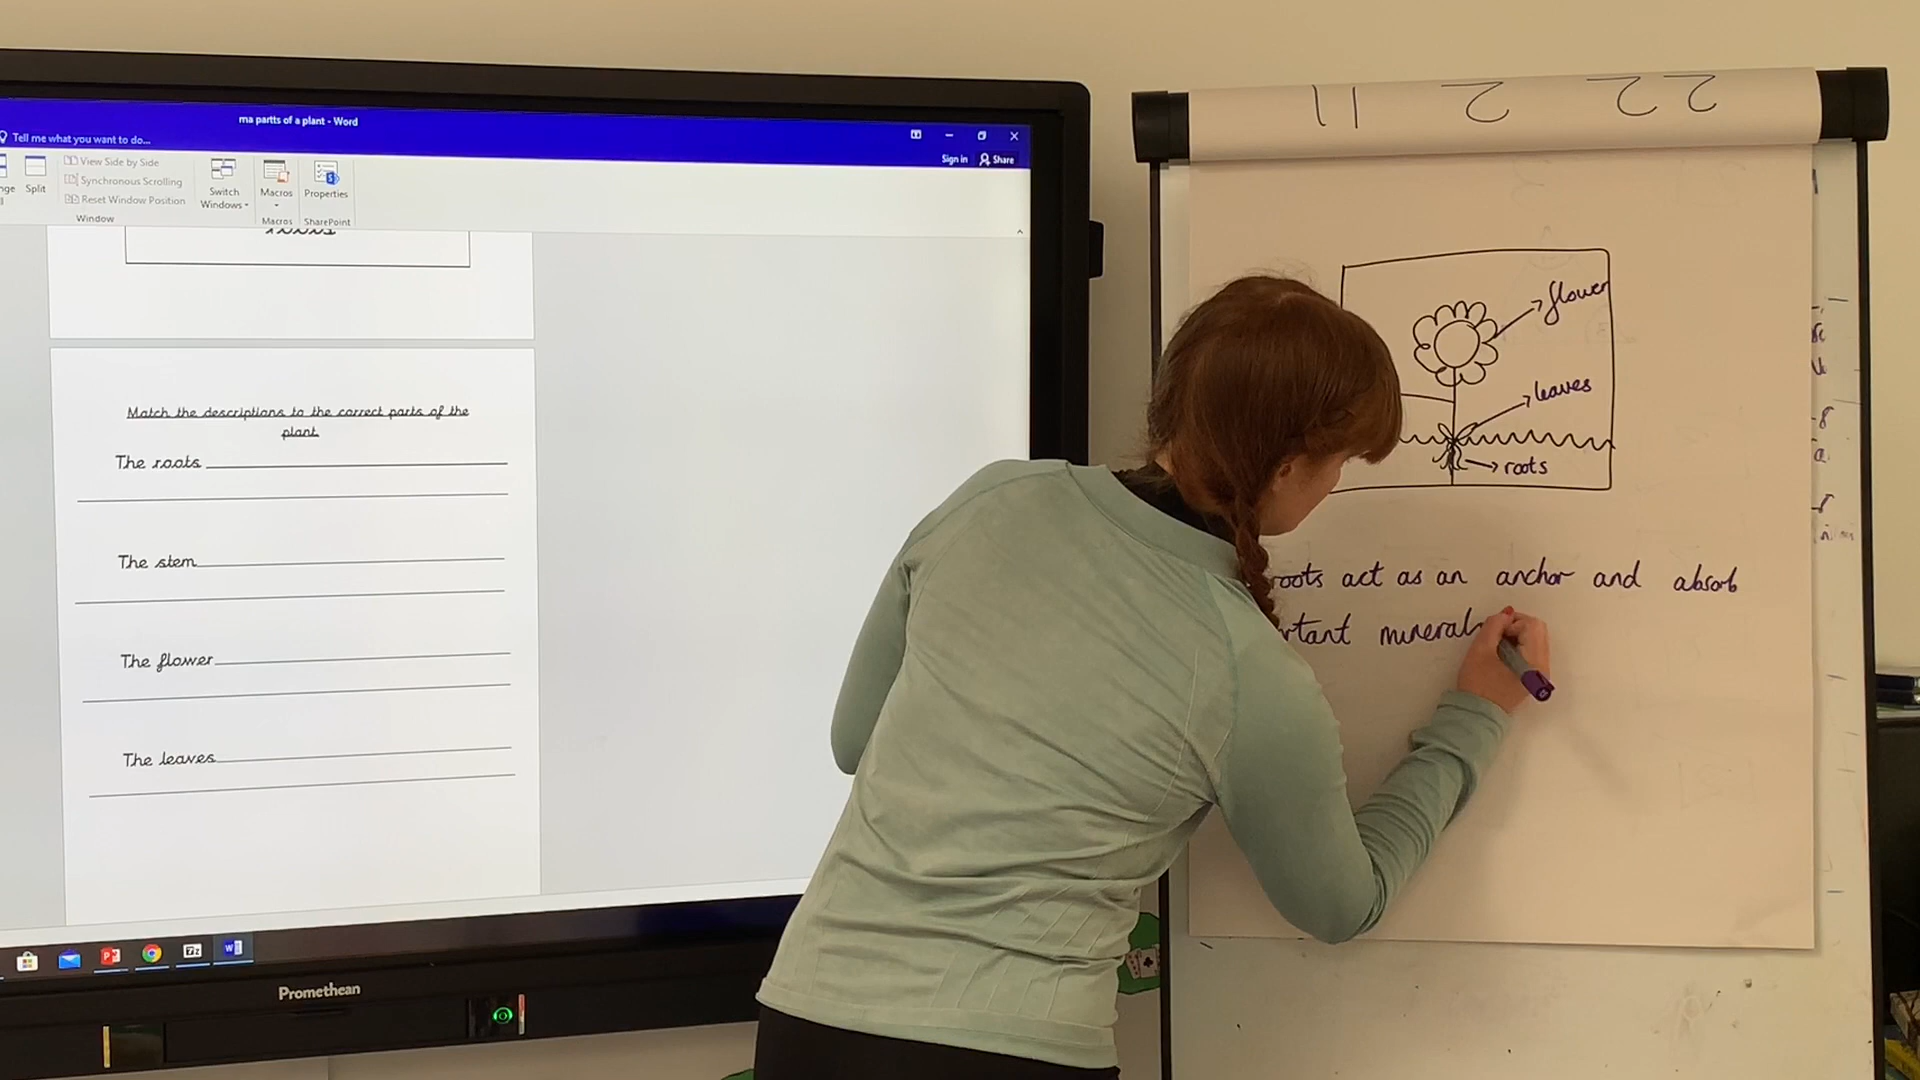 ma partts of a plant - Word
Tell me what you want to do...
Sign in Share
View Side by Side
Synchronous Scrolling
Reset Window Position
Split
Switch Windows
Macros
Properties
Window
Macros
SharePoint
Match the descriptions to the correct parts of the
plant.
The roots
The stem
The flower
The leaves
Promethean
22 2 11
flower
leaves
roots
roots act as an anchor and absorb
minerals